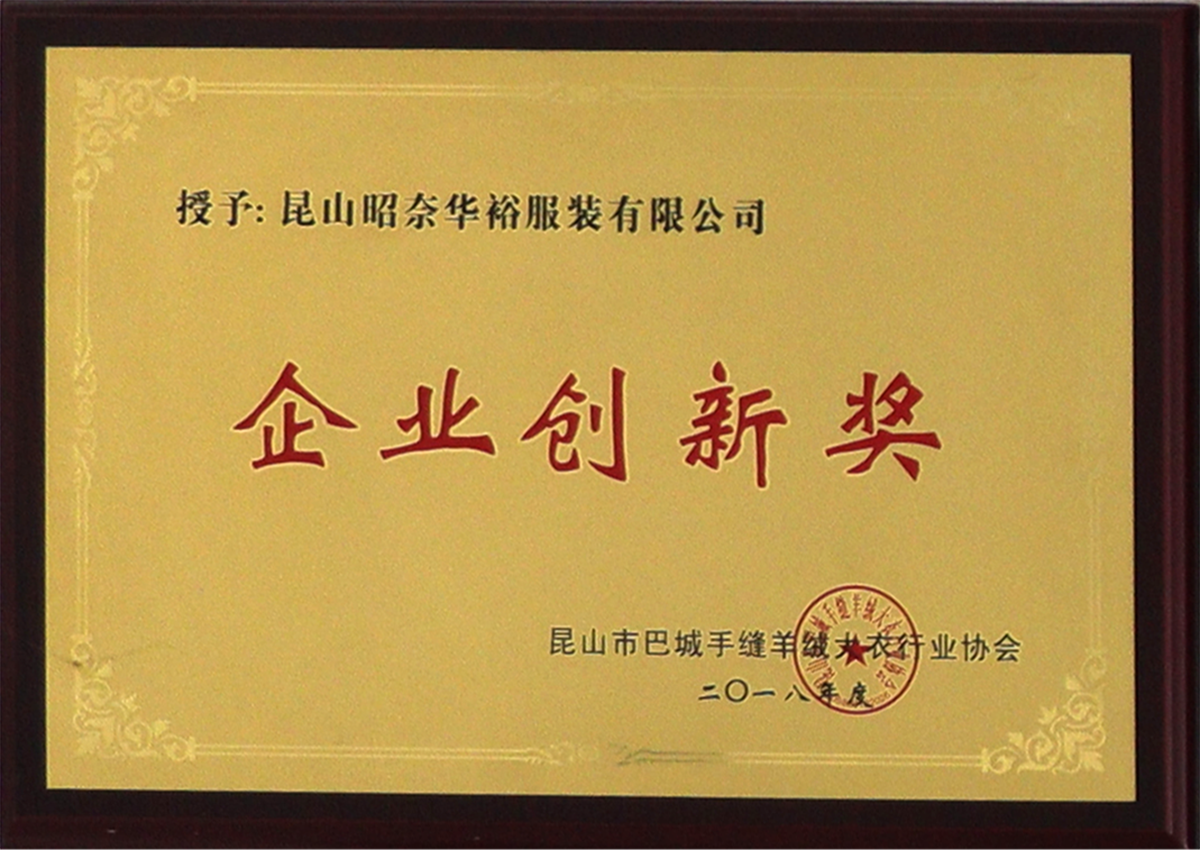 授予: 昆山昭奈华裕服装有限公司
企业创新奖
昆山市巴城手缝羊绒大衣行业协会
二〇一八年度